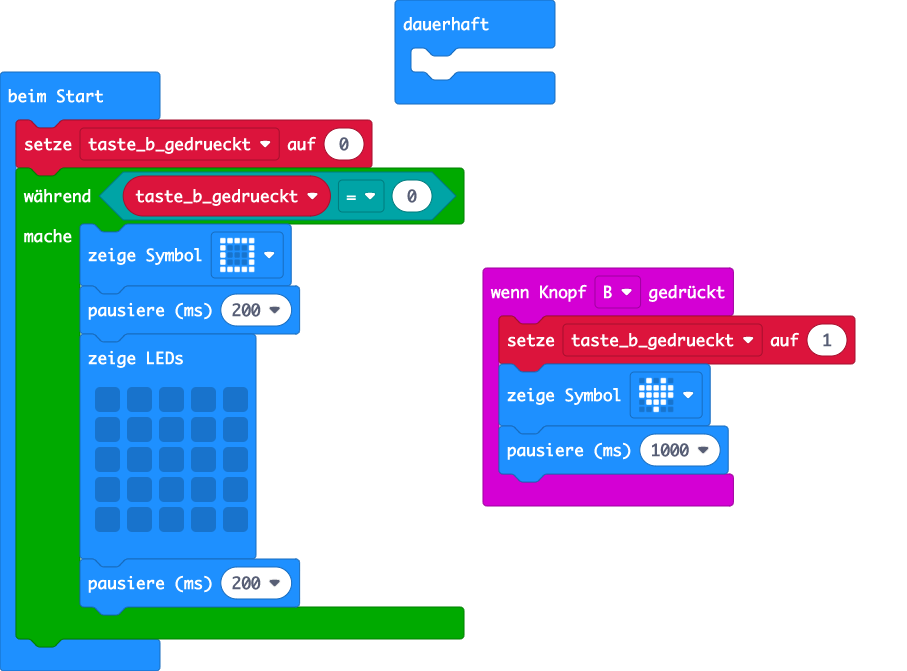 dauerhaft
beim Start
setze taste_b_gedrueckt auf 0
während taste_b_gedrueckt = 0
mache
zeige Symbol
pausiere (ms) 200
zeige LEDs
pausiere (ms) 200
wenn Knopf B gedrückt
setze taste_b_gedrueckt auf 1
zeige Symbol
pausiere (ms) 1000